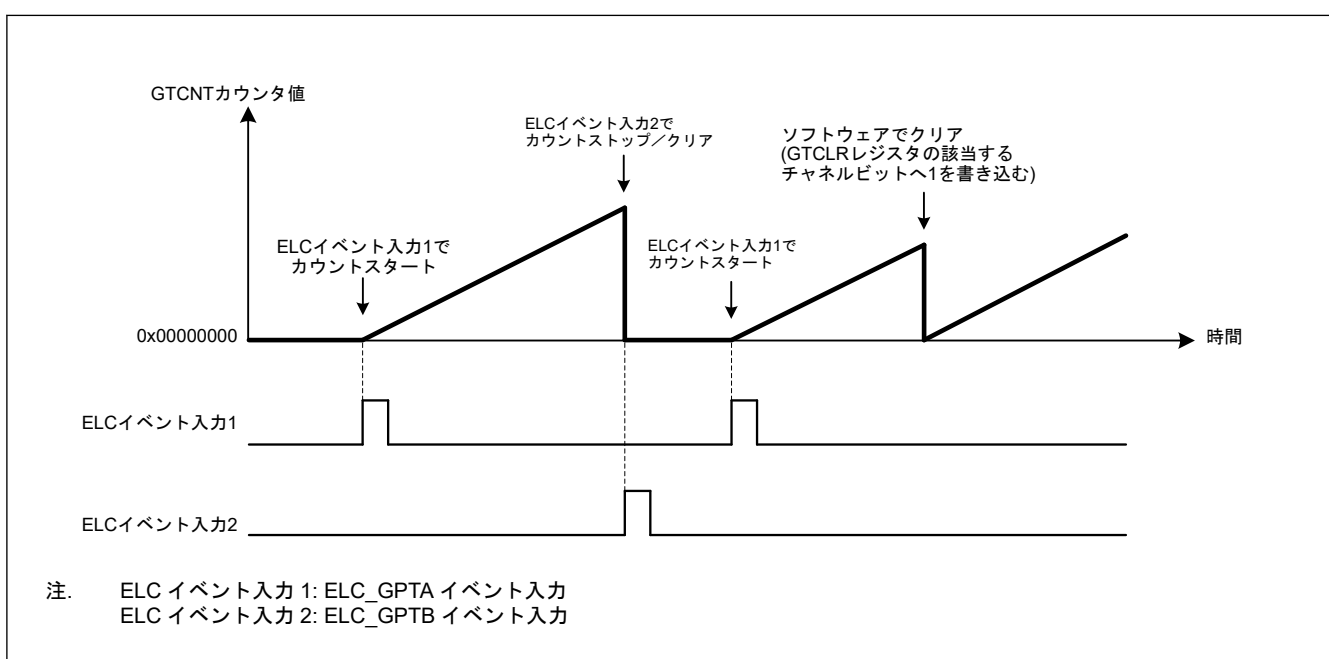 GTCNTカウンタ値
ELCイベント入力2で
カウントストップ／クリア
ソフトウェアでクリア
(GTCLRレジスタの該当する
チャネルビットへ1を書き込む)
ELCイベント入力1で
カウントスタート
ELCイベント入力1で
カウントスタート
0x00000000
時間
ELCイベント入力1
ELCイベント入力2
注. ELC イベント入力 1: ELC_GPTA イベント入力
ELC イベント入力 2: ELC_GPTB イベント入力